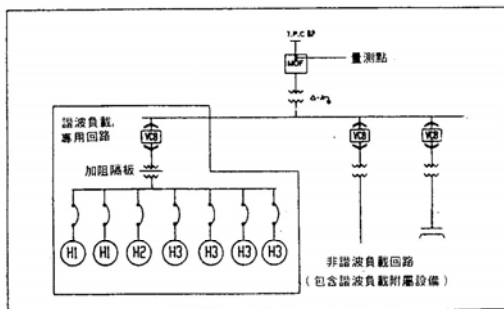 T.P.C
MOF
量測點
Δ-
諧波負載,
專用回路
VCB
VCB
VCB
加阻隔板
H1 H1 H2 H3 H3 H3 H3
非諧波負載回路
(包含諧波負載附屬設備)